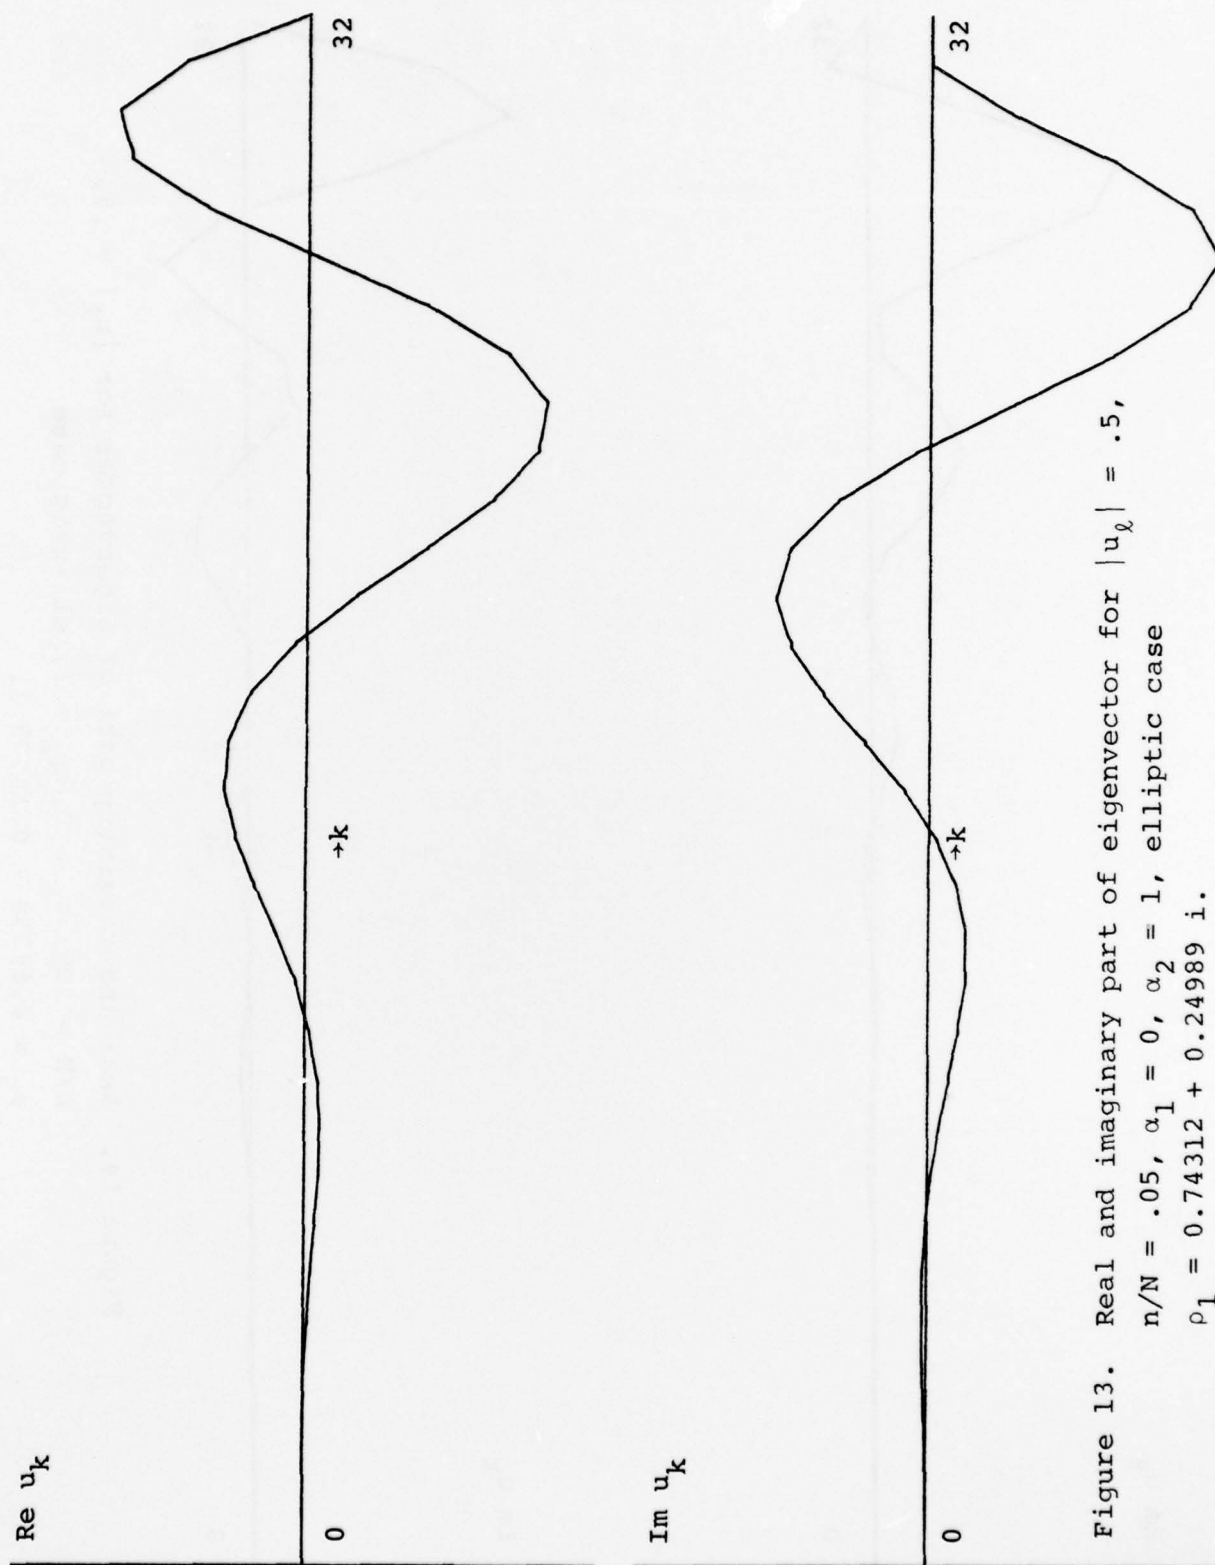 Re u_k
32
0
→k
Im u_k
32
0
→k
Figure 13. Real and imaginary part of eigenvector for |u_ℓ| = .5,
n/N = .05, α_1 = 0, α_2 = 1, elliptic case
ρ_1 = 0.74312 + 0.24989 i.